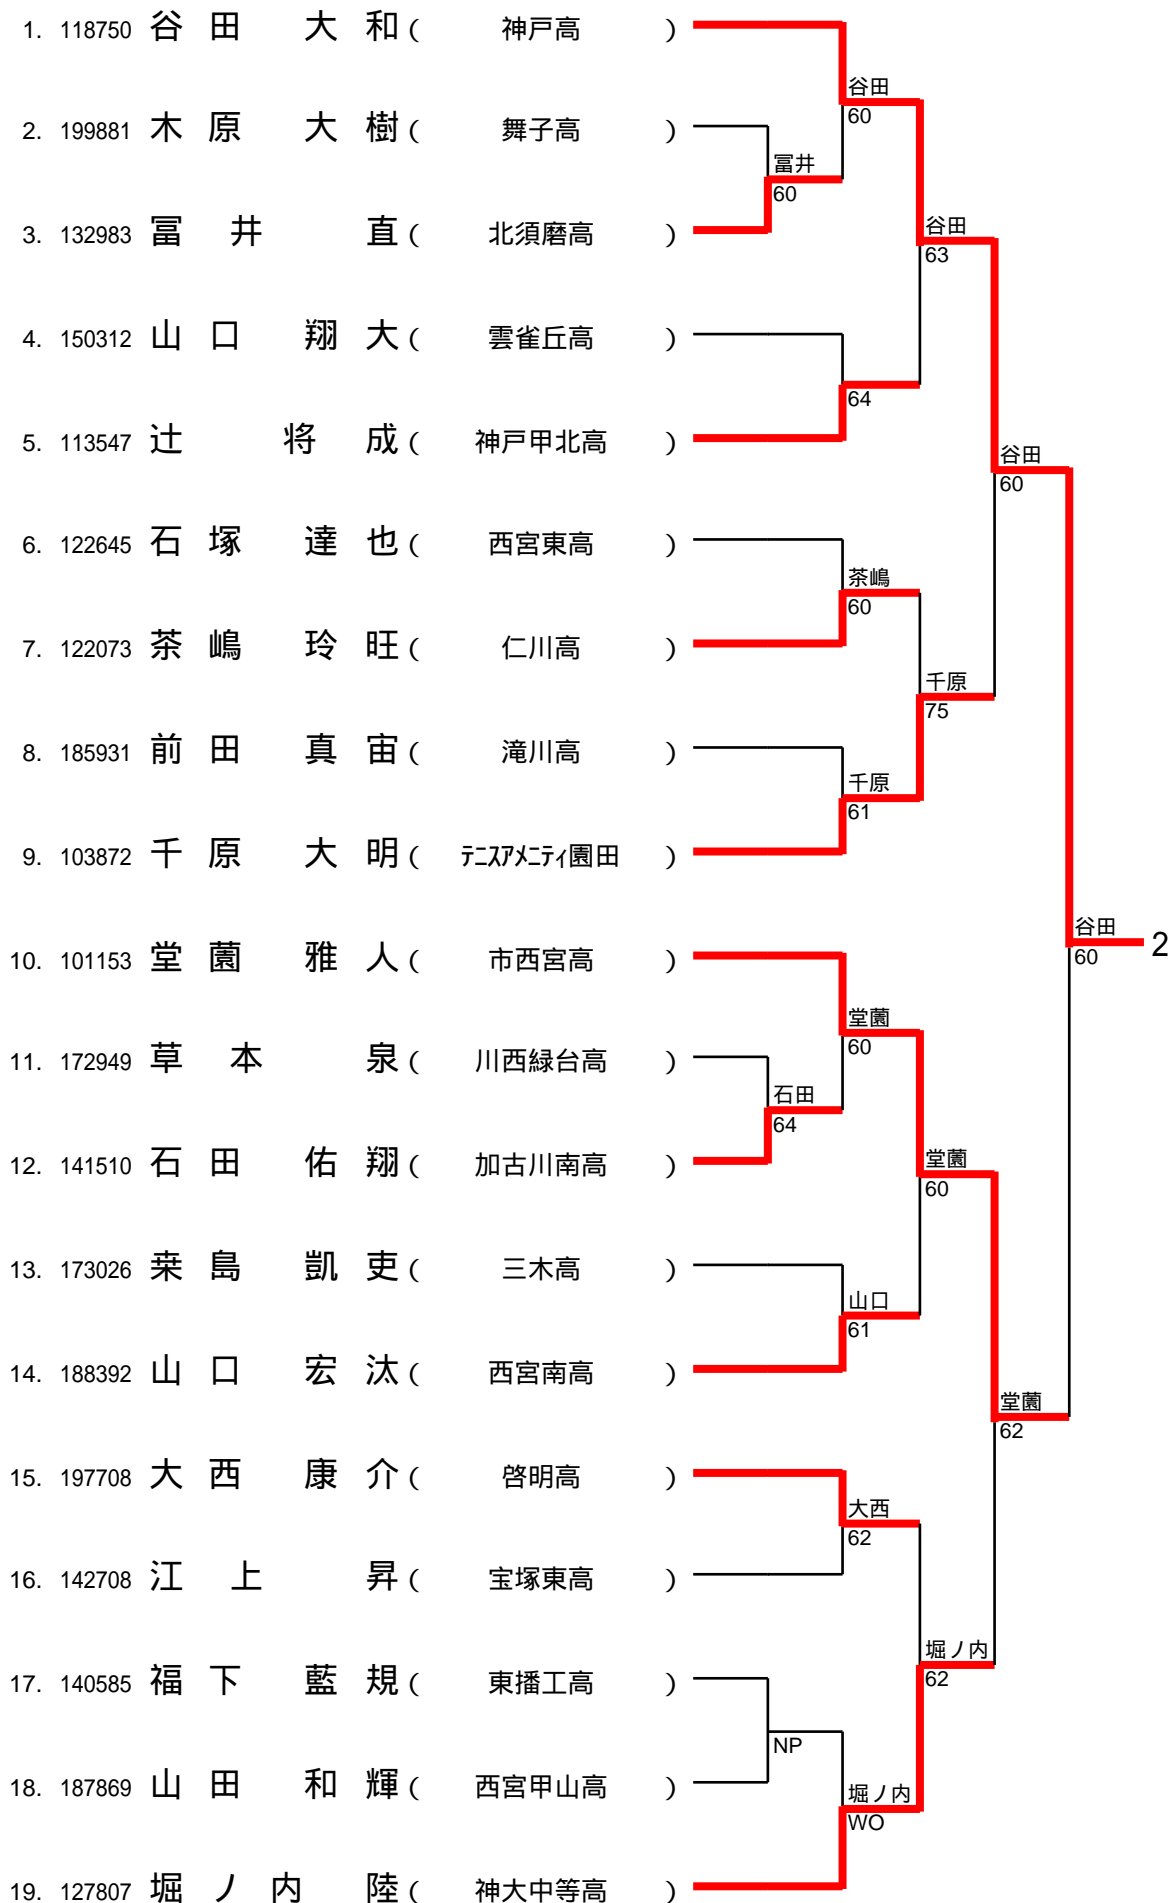 1. 118750 谷田 大和 ( 神戸高 )
谷田
60
2. 199881 木原 大樹 ( 舞子高 )
冨井
60
3. 132983 冨井 直 ( 北須磨高 )
谷田
63
4. 150312 山口 翔大 ( 雲雀丘高 )
64
5. 113547 辻 将成 ( 神戸甲北高 )
谷田
60
6. 122645 石塚 達也 ( 西宮東高 )
茶嶋
60
7. 122073 茶嶋 玲旺 ( 仁川高 )
千原
75
8. 185931 前田 真宙 ( 滝川高 )
千原
61
9. 103872 千原 大明 ( テニスアメニティ園田 )
谷田
60
2
10. 101153 堂薗 雅人 ( 市西宮高 )
堂薗
60
11. 172949 草本 泉 ( 川西緑台高 )
石田
64
12. 141510 石田 佑翔 ( 加古川南高 )
堂薗
60
13. 173026 桒島 凱吏 ( 三木高 )
山口
61
14. 188392 山口 宏汰 ( 西宮南高 )
堂薗
62
15. 197708 大西 康介 ( 啓明高 )
大西
62
16. 142708 江上 昇 ( 宝塚東高 )
堀ノ内
62
17. 140585 福下 藍規 ( 東播工高 )
NP
18. 187869 山田 和輝 ( 西宮甲山高 )
堀ノ内
WO
19. 127807 堀ノ内 陸 ( 神大中等高 )